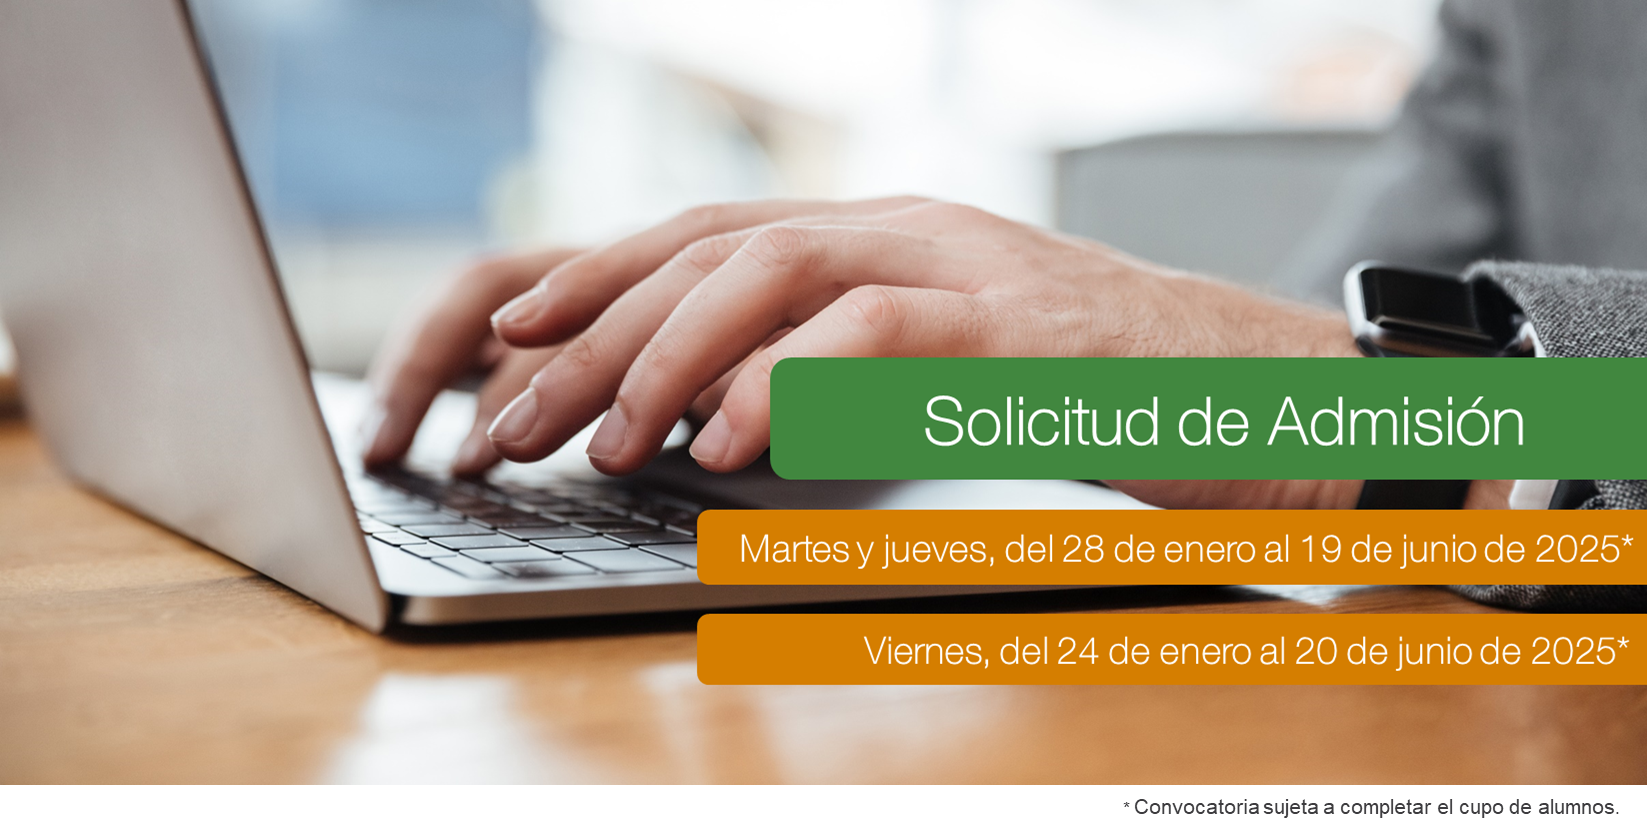 Solicitud de Admisión
Martes y jueves, del 28 de enero al 19 de junio de 2025*
Viernes, del 24 de enero al 20 de junio de 2025*
* Convocatoria sujeta a completar el cupo de alumnos.